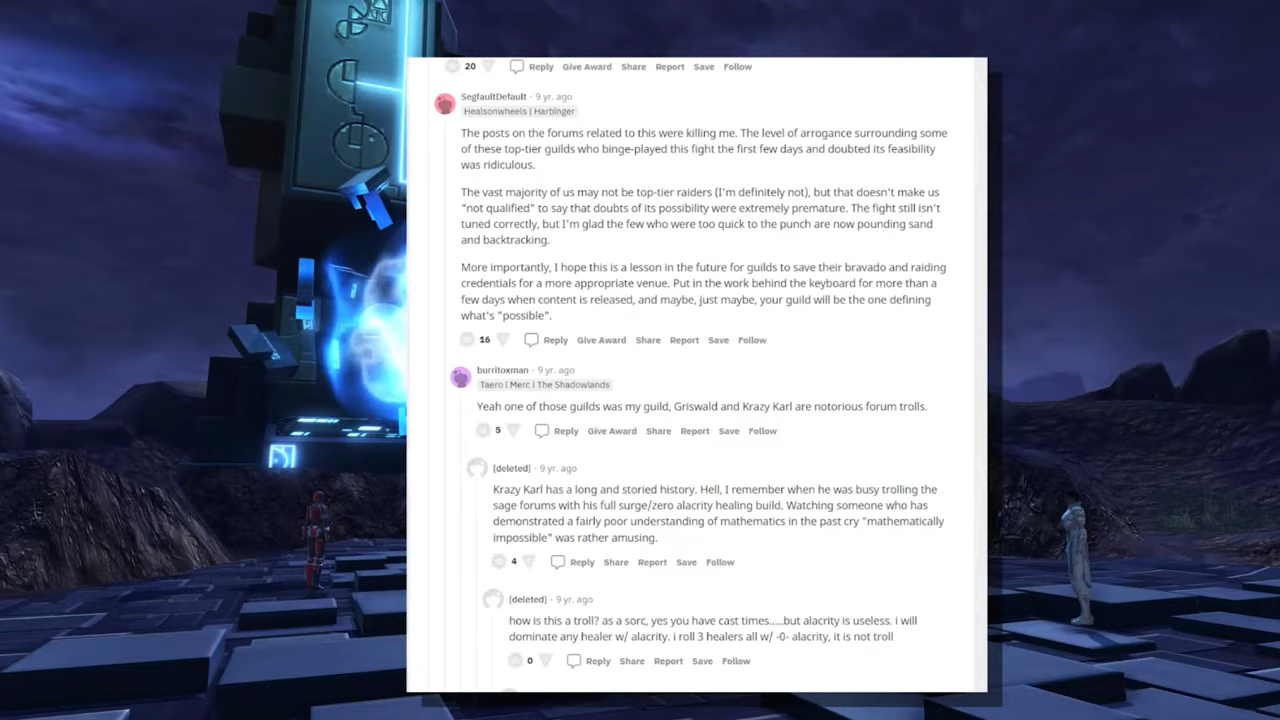 20 Reply Give Award Share Report Save Follow
SegfaultDefault · 9 yr. ago
Healsonwheels | Harbinger
The posts on the forums related to this were killing me. The level of arrogance surrounding some
of these top-tier guilds who binge-played this fight the first few days and doubted its feasibility
was ridiculous.
The vast majority of us may not be top-tier raiders (I'm definitely not), but that doesn't make us
"not qualified" to say that doubts of its possibility were extremely premature. The fight still isn't
tuned correctly, but I'm glad the few who were too quick to the punch are now pounding sand
and backtracking.
More importantly, I hope this is a lesson in the future for guilds to save their bravado and raiding
credentials for a more appropriate venue. Put in the work behind the keyboard for more than a
few days when content is released, and maybe, just maybe, your guild will be the one defining
what's "possible".
16 Reply Give Award Share Report Save Follow
burritoxman · 9 yr. ago
Taero | Merc | The Shadowlands
Yeah one of those guilds was my guild, Griswald and Krazy Karl are notorious forum trolls.
5 Reply Give Award Share Report Save Follow
[deleted] · 9 yr. ago
Krazy Karl has a long and storied history. Hell, I remember when he was busy trolling the
sage forums with his full surge/zero alacrity healing build. Watching someone who has
demonstrated a fairly poor understanding of mathematics in the past cry "mathematically
impossible" was rather amusing.
4 Reply Share Report Save Follow
[deleted] · 9 yr. ago
how is this a troll? as a sorc, yes you have cast times.....but alacrity is useless. i will
dominate any healer w/ alacrity. i roll 3 healers all w/ -0- alacrity, it is not troll
0 Reply Share Report Save Follow